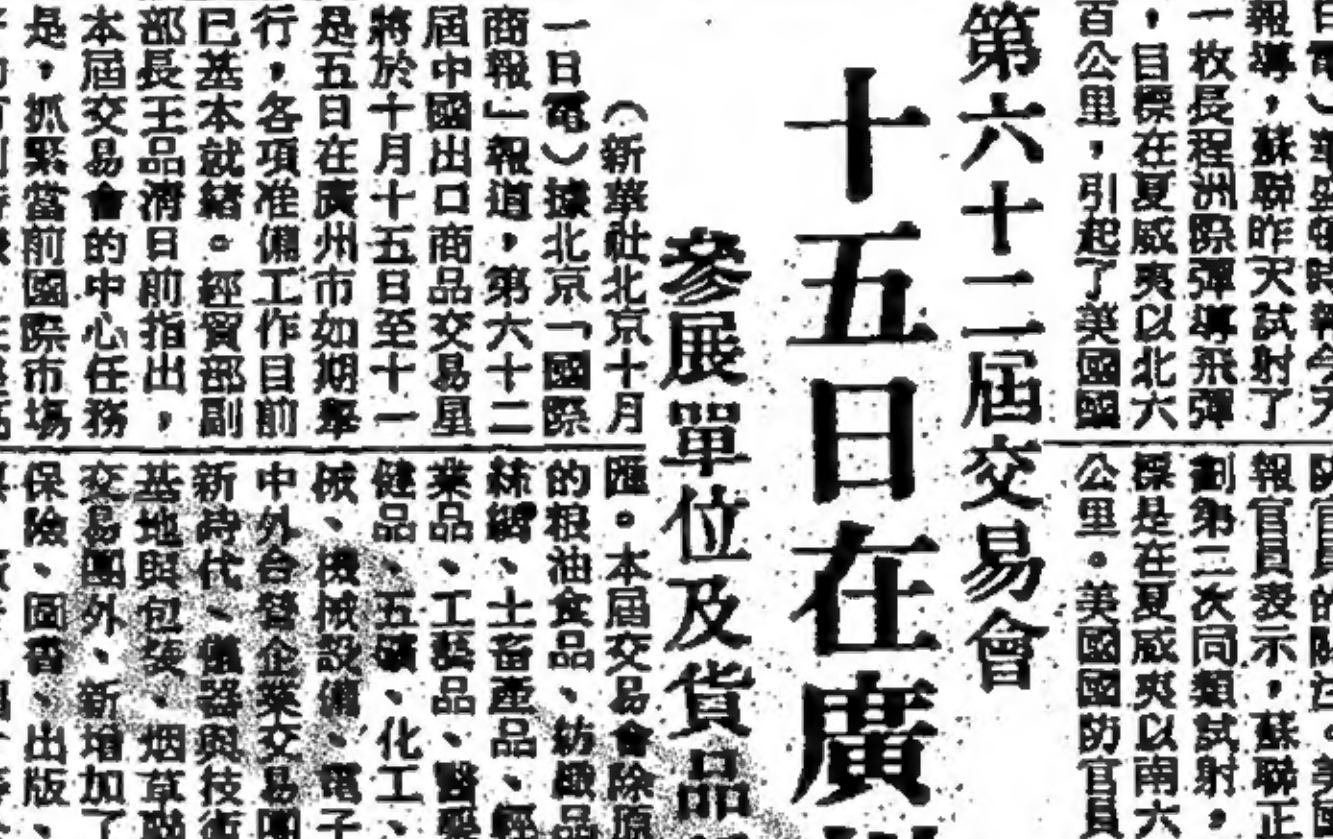 報導,蘇聯昨天試射了
一收長程洲際彈導飛彈
,目標在夏威夷以北六
百公里,引起了美國國
報官員表示,蘇聯正
劃第二次同類試射,
探是在夏威夷以南六
公里。美國國防官員
第六十二屆交易會
十五日在廣
參展單位及貨品
(新華社北京十月
一日電)據北京「國際
商報」報道,第六十二
屆中國出口商品交易星
將於十月十五日至十一
是五日在廣州市如期舉
行,各項准備工作目前
已基本就緒。經貿部副
部長王品清日前指出,
本屆交易會的中心任務
是,抓緊當前國際市場
匯。本屆交易會除原
的粮油食品、紡織品
絲綢、土畜產品、輕
業品、工藝品、醫
健品、五礦、化工、
械、機械設備、電子
中外合營企業交易團
新時代、儀器與技術
基地與包裝、烟草聯
交易團外、新增加了
保險、圖書、出版、